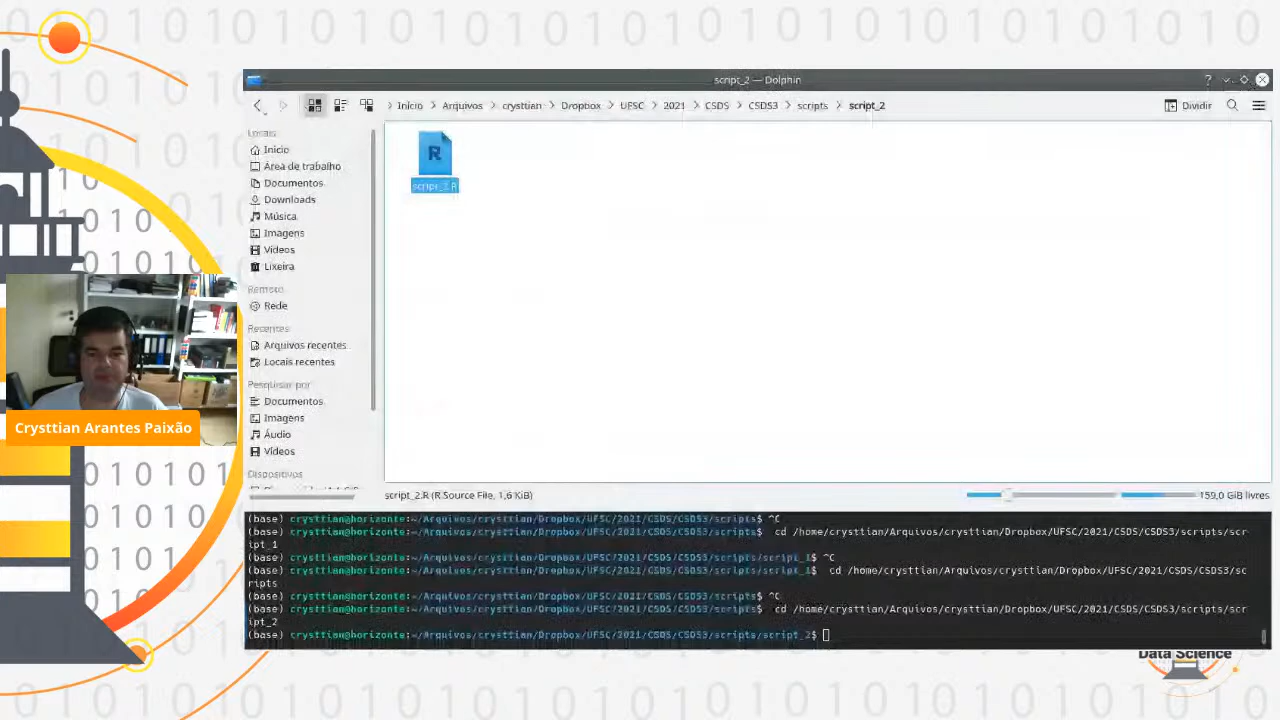 script_2 — Dolphin
Início > Arquivos > crysttian > Dropbox > UFSC > 2021 > CSDS > CSDS3 > scripts > script_2
Dividir
Locais
Início
Área de trabalho
Documentos
Downloads
Música
Imagens
Vídeos
Lixeira
Remoto
Rede
Recentes
Arquivos recentes
Locais recentes
Pesquisar por
Documentos
Imagens
Áudio
Vídeos
Dispositivos
R
script_2.R
script_2.R (R Source File, 1,6 KiB)
159,0 GiB livres
(base) crysttian@horizonte:~/Arquivos/crysttian/Dropbox/UFSC/2021/CSDS/CSDS3/scripts$ ^C
(base) crysttian@horizonte:~/Arquivos/crysttian/Dropbox/UFSC/2021/CSDS/CSDS3/scripts$  cd /home/crysttian/Arquivos/crysttian/Dropbox/UFSC/2021/CSDS/CSDS3/scripts/scr
ipt_1
(base) crysttian@horizonte:~/Arquivos/crysttian/Dropbox/UFSC/2021/CSDS/CSDS3/scripts/script_1$ ^C
(base) crysttian@horizonte:~/Arquivos/crysttian/Dropbox/UFSC/2021/CSDS/CSDS3/scripts/script_1$  cd /home/crysttian/Arquivos/crysttian/Dropbox/UFSC/2021/CSDS/CSDS3/sc
ripts
(base) crysttian@horizonte:~/Arquivos/crysttian/Dropbox/UFSC/2021/CSDS/CSDS3/scripts$ ^C
(base) crysttian@horizonte:~/Arquivos/crysttian/Dropbox/UFSC/2021/CSDS/CSDS3/scripts$  cd /home/crysttian/Arquivos/crysttian/Dropbox/UFSC/2021/CSDS/CSDS3/scripts/scr
ipt_2
(base) crysttian@horizonte:~/Arquivos/crysttian/Dropbox/UFSC/2021/CSDS/CSDS3/scripts/script_2$
Crysttian Arantes Paixão
Data Science